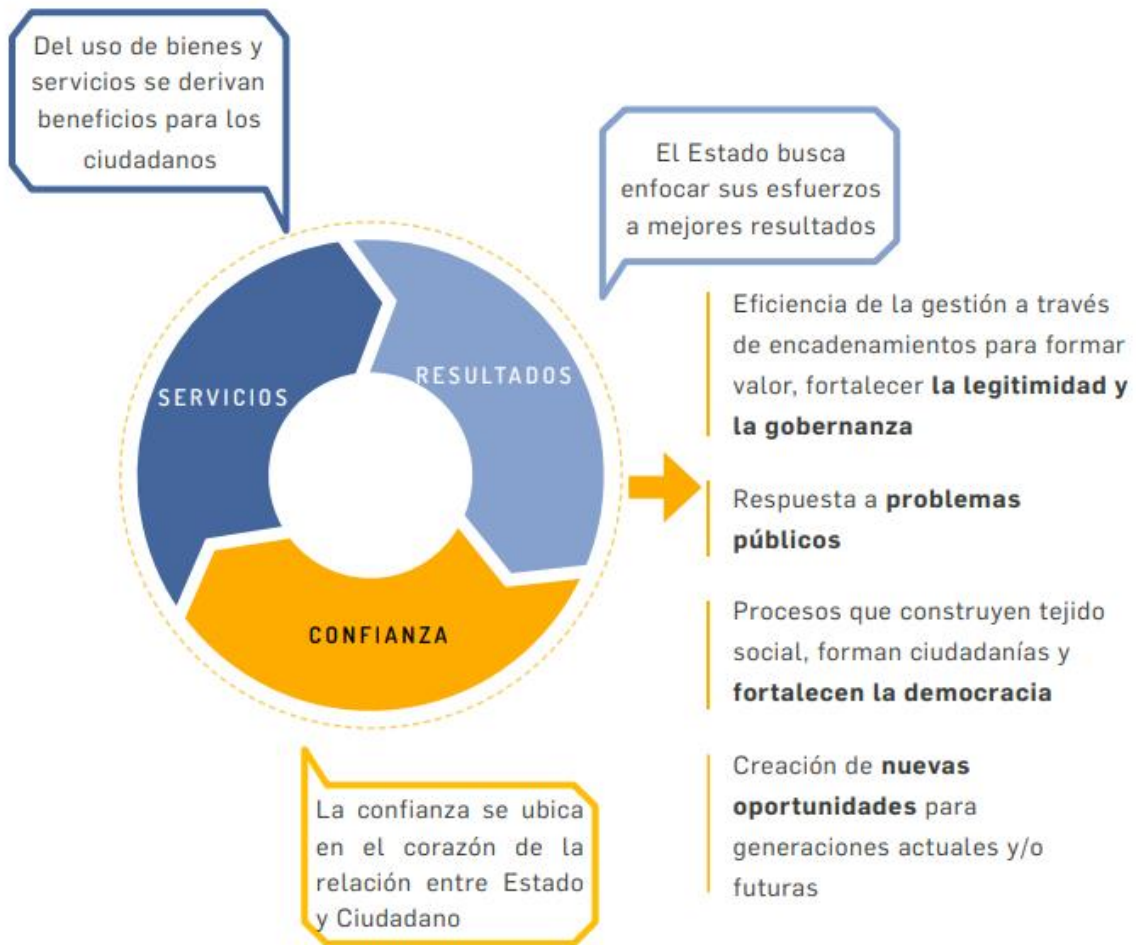 Del uso de bienes y
servicios se derivan
beneficios para los
ciudadanos
El Estado busca
enfocar sus esfuerzos
a mejores resultados
SERVICIOS
RESULTADOS
CONFIANZA
Eficiencia de la gestión a través
de encadenamientos para formar
valor, fortalecer la legitimidad y
la gobernanza
Respuesta a problemas
públicos
Procesos que construyen tejido
social, forman ciudadanías y
fortalecen la democracia
Creación de nuevas
oportunidades para
generaciones actuales y/o
futuras
La confianza se ubica
en el corazón de la
relación entre Estado
y Ciudadano